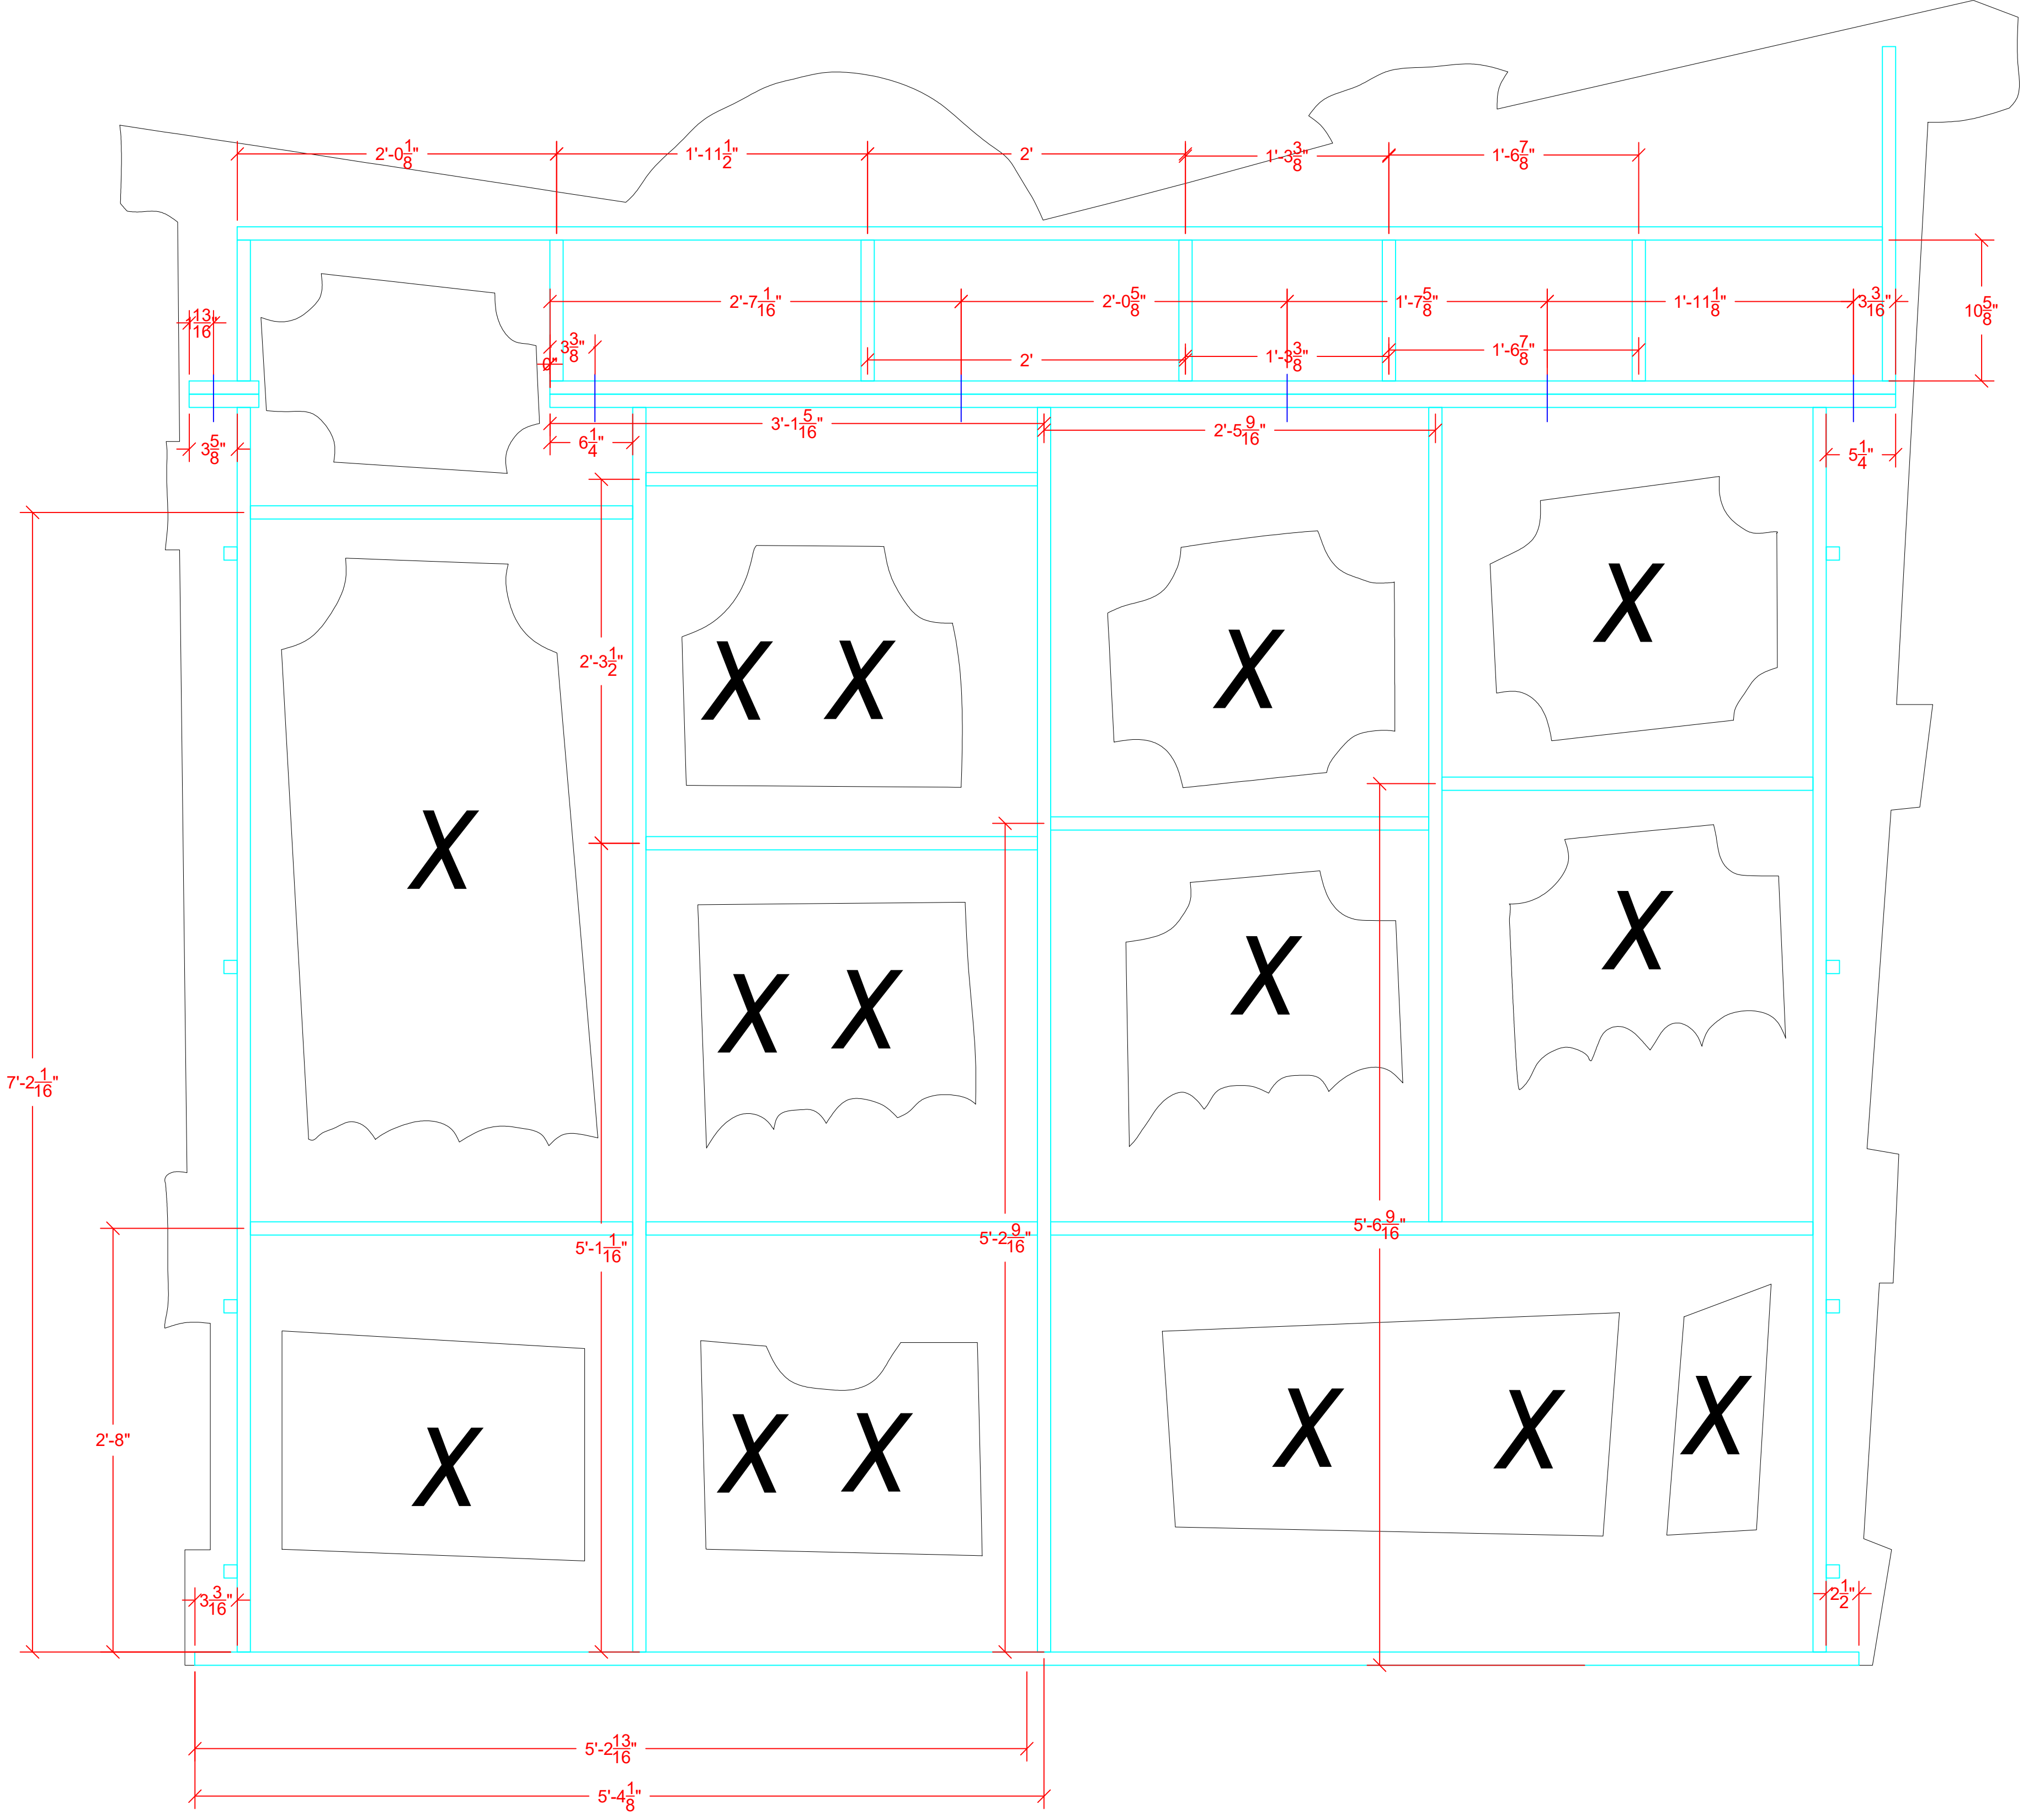 2'-0 1/8"
1'-11 1/2"
2'
1'-3 3/8"
1'-6 7/8"
2'-7 1/16"
2'-0 5/8"
1'-7 5/8"
1'-11 1/8"
3 3/16"
10 5/8"
13/16"
3 3/8"
0"
2'
1'-3 3/8"
1'-6 7/8"
3 5/8"
6 1/4"
3'-1 5/16"
2'-5 9/16"
5 1/4"
X
X
2'-3 1/2"
X X
X
X
X
X X
7'-2 1/16"
5'-1 1/16"
5'-2 9/16"
5'-6 9/16"
2'-8"
X
X X
X X
X
3 3/16"
2 1/2"
5'-2 13/16"
5'-4 1/8"